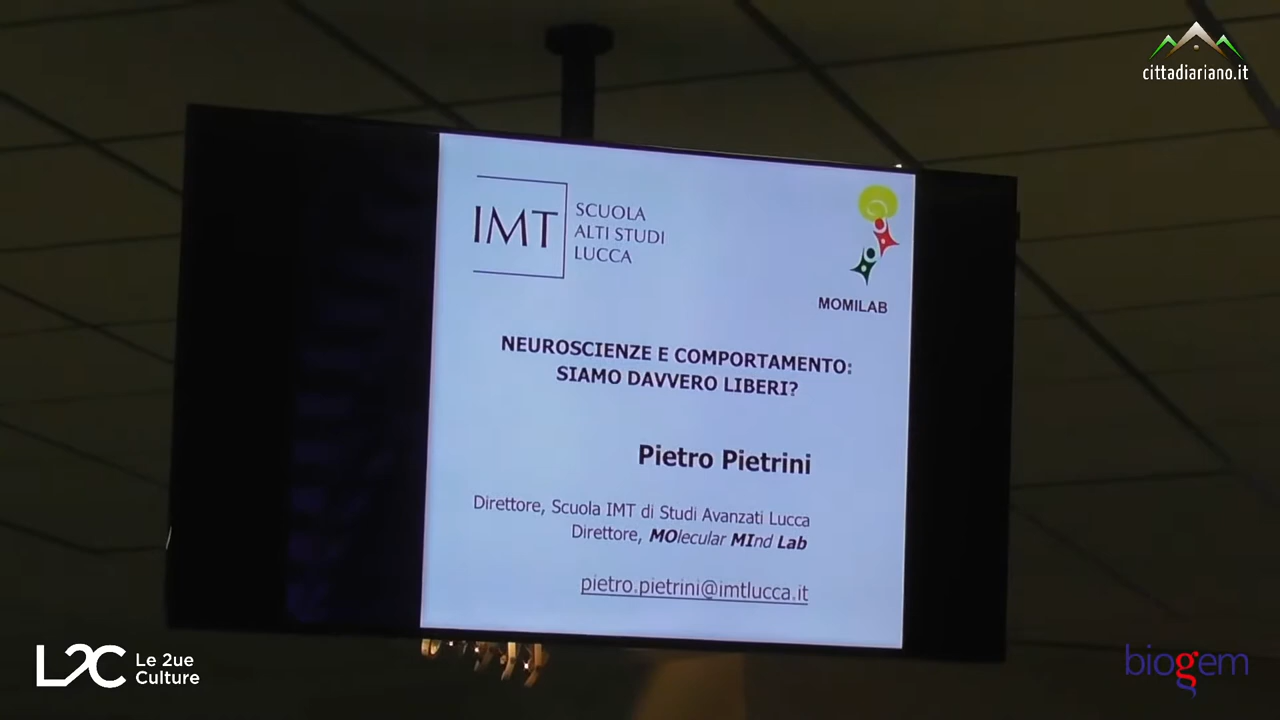 cittadiariano.it
IMT
SCUOLA
ALTI STUDI
LUCCA
MOMILAB
NEUROSCIENZE E COMPORTAMENTO:
SIAMO DAVVERO LIBERI?
Pietro Pietrini
Direttore, Scuola IMT di Studi Avanzati Lucca
Direttore, MOlecular MInd Lab
pietro.pietrini@imtlucca.it
L2C
Le 2ue
Culture
biogem